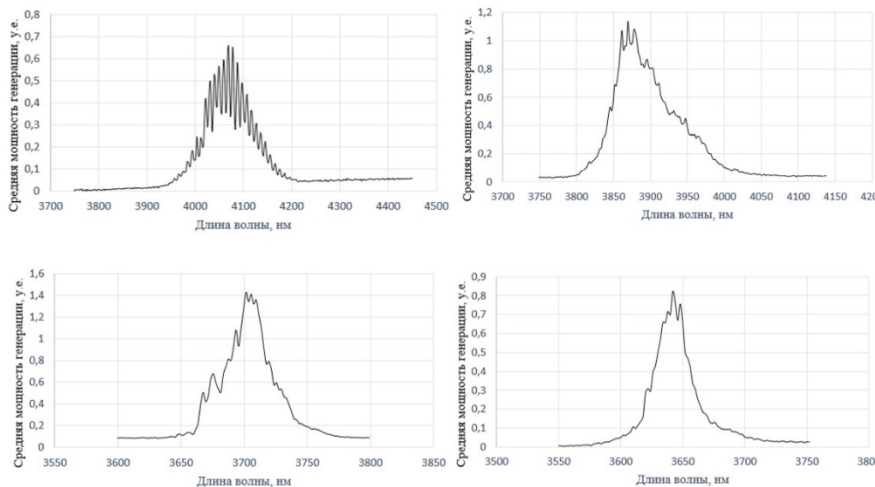 Средняя мощность генерации, у.е.
0,8
0,7
0,6
0,5
0,4
0,3
0,2
0,1
0
3700 3800 3900 4000 4100 4200 4300 4400 4500
Длина волны, нм
Средняя мощность генерации, у.е.
1,2
1
0,8
0,6
0,4
0,2
0
3700 3750 3800 3850 3900 3950 4000 4050 4100 4150 420
Длина волны, нм
Средняя мощность генерации, у.е.
1,6
1,4
1,2
1
0,8
0,6
0,4
0,2
0
3550 3600 3650 3700 3750 3800 3850
Длина волны, нм
Средняя мощность генерации, у.е.
0,9
0,8
0,7
0,6
0,5
0,4
0,3
0,2
0,1
0
3500 3550 3600 3650 3700 3750 380
Длина волны, нм